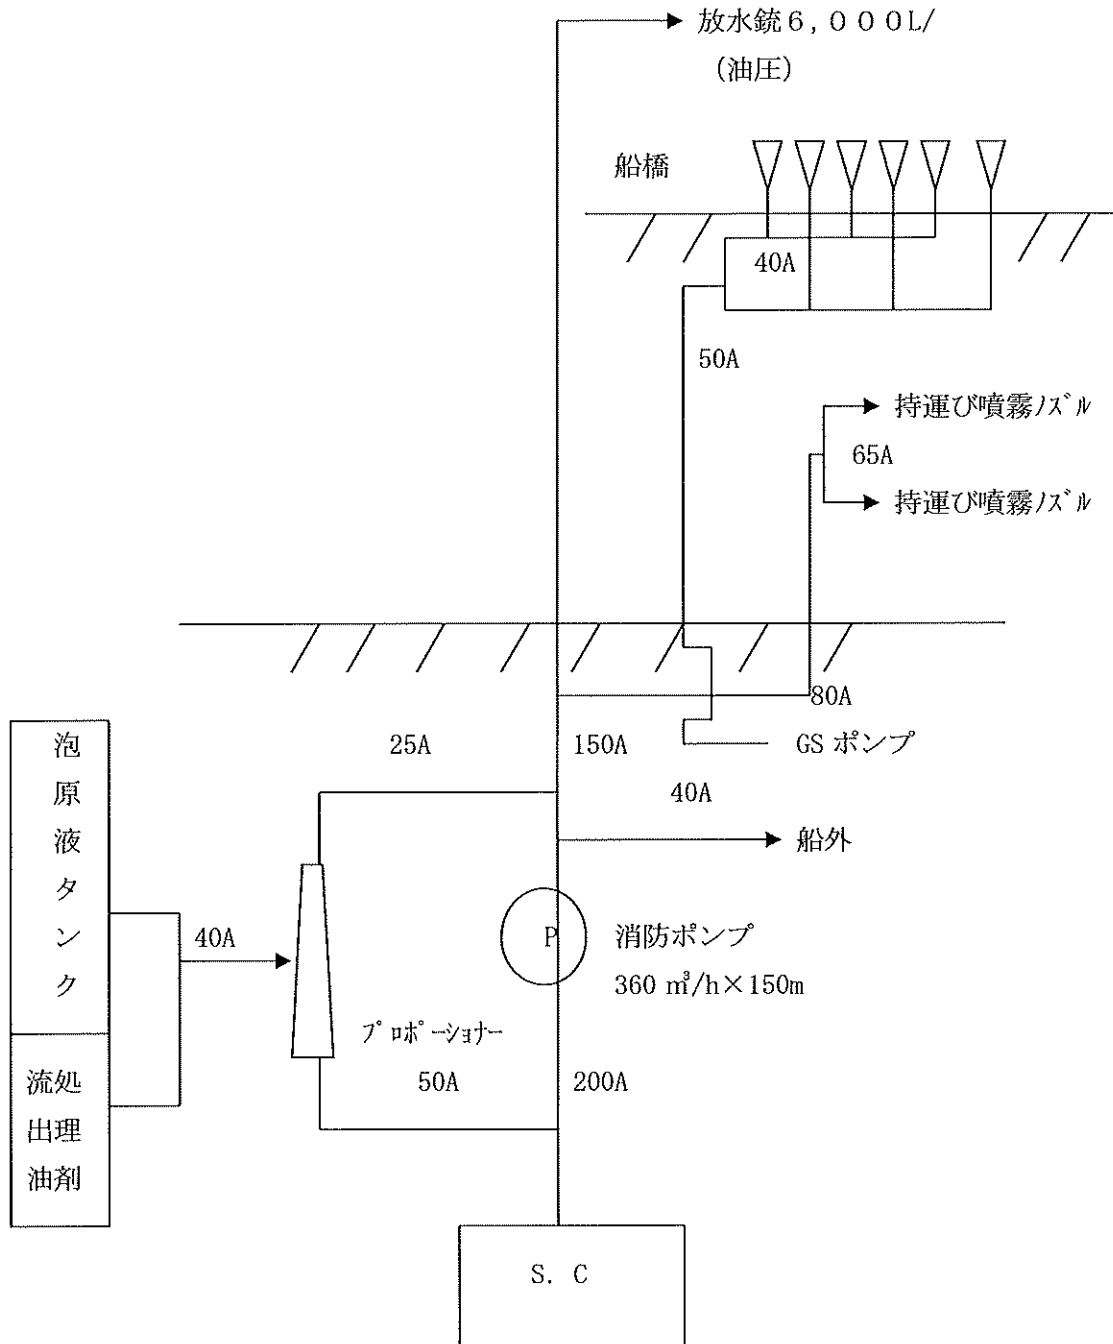 放水銃６,０００L/
(油圧)
船橋
40A
50A
持運び噴霧ﾉｽﾞﾙ
65A
持運び噴霧ﾉｽﾞﾙ
80A
泡原液タンク
25A
150A
GS ポンプ
40A
船外
40A
P
消防ポンプ
360 ㎥/h×150m
ﾌﾟﾛﾎﾟｰｼｮﾅｰ
50A
200A
流処
出理
油剤
S. C